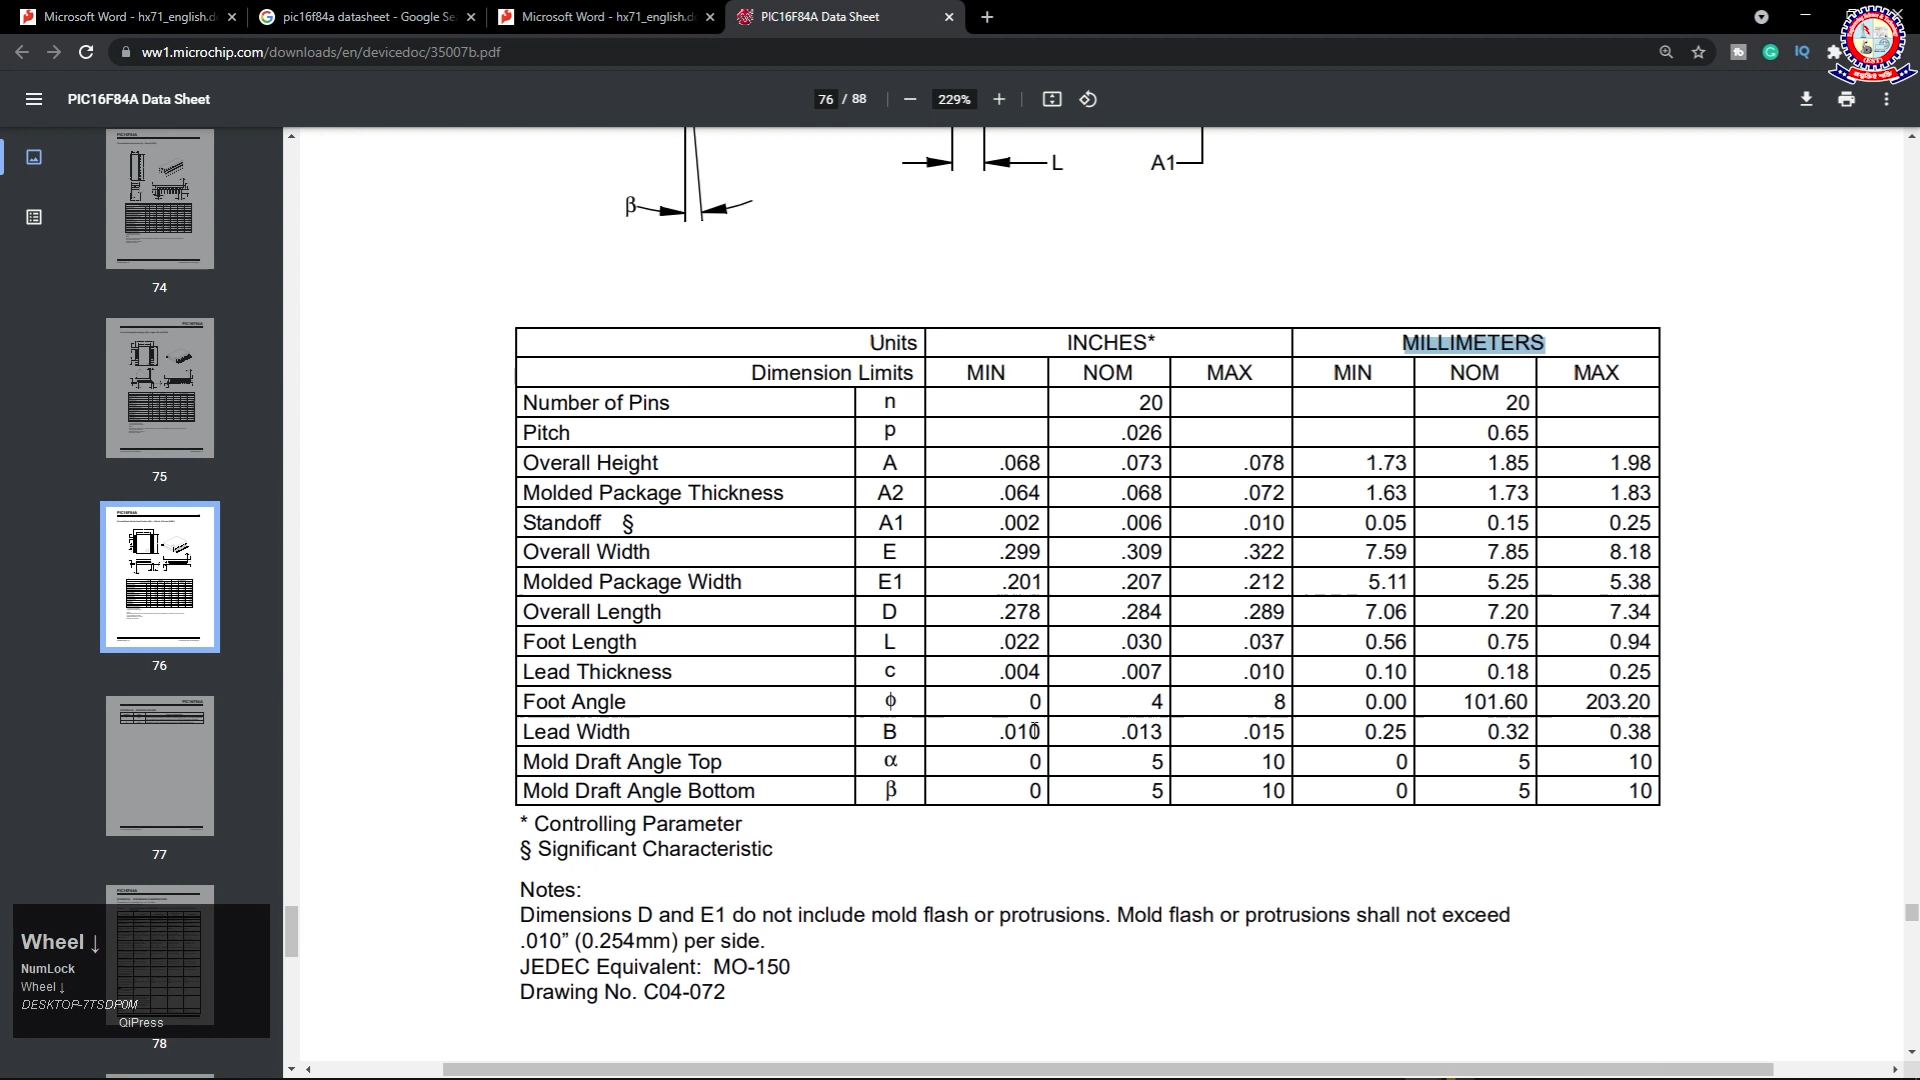 Microsoft Word - hx71_english.d
pic16f84a datasheet - Google Se
Microsoft Word - hx71_english.d
PIC16F84A Data Sheet
ww1.microchip.com/downloads/en/devicedoc/35007b.pdf
PIC16F84A Data Sheet
76 / 88
229%
L
A1
β
Units INCHES* MILLIMETERS
Dimension Limits MIN NOM MAX MIN NOM MAX
Number of Pins n 20 20
Pitch p .026 0.65
Overall Height A .068 .073 .078 1.73 1.85 1.98
Molded Package Thickness A2 .064 .068 .072 1.63 1.73 1.83
Standoff § A1 .002 .006 .010 0.05 0.15 0.25
Overall Width E .299 .309 .322 7.59 7.85 8.18
Molded Package Width E1 .201 .207 .212 5.11 5.25 5.38
Overall Length D .278 .284 .289 7.06 7.20 7.34
Foot Length L .022 .030 .037 0.56 0.75 0.94
Lead Thickness c .004 .007 .010 0.10 0.18 0.25
Foot Angle ϕ 0 4 8 0.00 101.60 203.20
Lead Width B .010 .013 .015 0.25 0.32 0.38
Mold Draft Angle Top α 0 5 10 0 5 10
Mold Draft Angle Bottom β 0 5 10 0 5 10
* Controlling Parameter
§ Significant Characteristic
Notes:
Dimensions D and E1 do not include mold flash or protrusions. Mold flash or protrusions shall not exceed
.010” (0.254mm) per side.
JEDEC Equivalent: MO-150
Drawing No. C04-072
74
75
76
77
78
Wheel ↓
NumLock
Wheel ↓
DESKTOP-7TSDP0M
QiPress